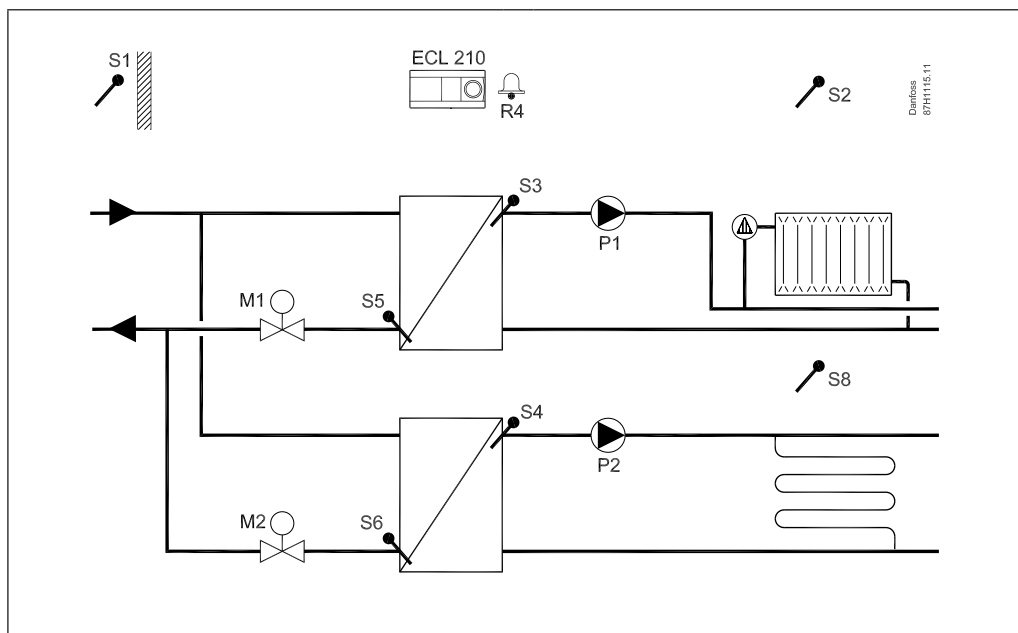 S1
ECL 210
R4
S2
Danfoss
87H1115.11
S3
P1
M1
S5
S8
S4
P2
M2
S6